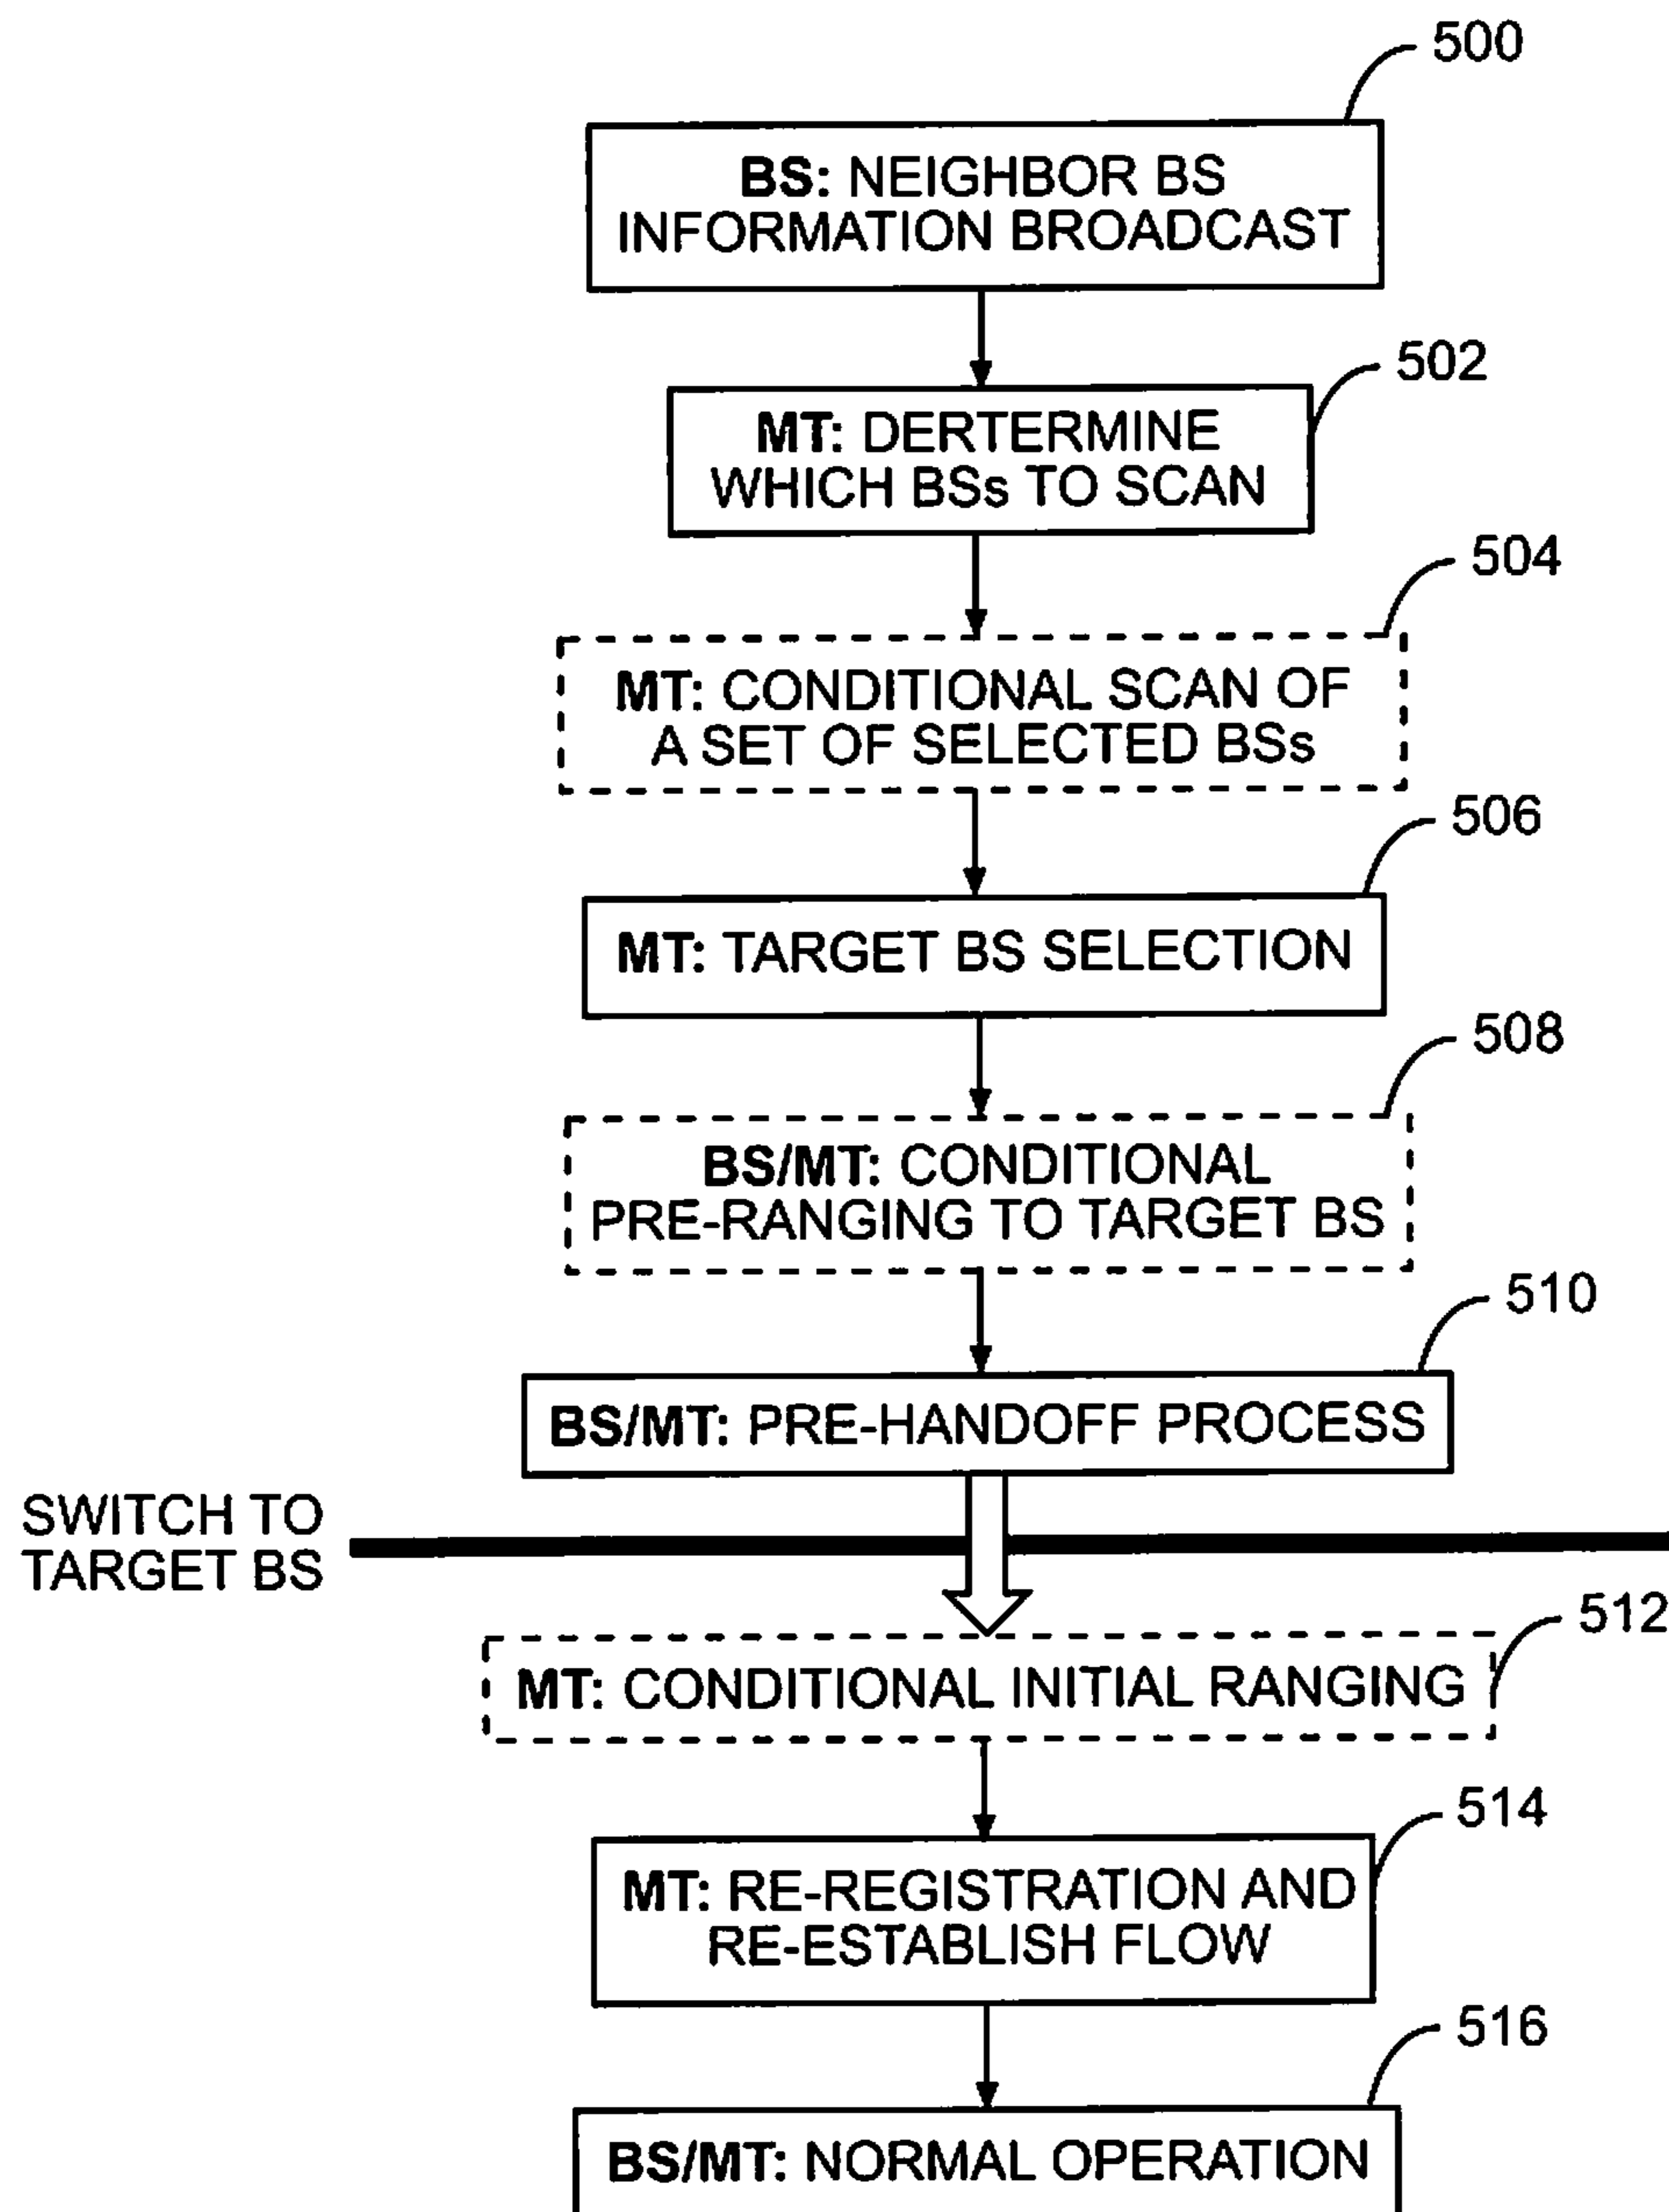 500
BS: NEIGHBOR BS
INFORMATION BROADCAST
502
MT: DERTERMINE
WHICH BSs TO SCAN
504
MT: CONDITIONAL SCAN OF
A SET OF SELECTED BSs
506
MT: TARGET BS SELECTION
508
BS/MT: CONDITIONAL
PRE-RANGING TO TARGET BS
510
BS/MT: PRE-HANDOFF PROCESS
SWITCH TO
TARGET BS
512
MT: CONDITIONAL INITIAL RANGING
514
MT: RE-REGISTRATION AND
RE-ESTABLISH FLOW
516
BS/MT: NORMAL OPERATION